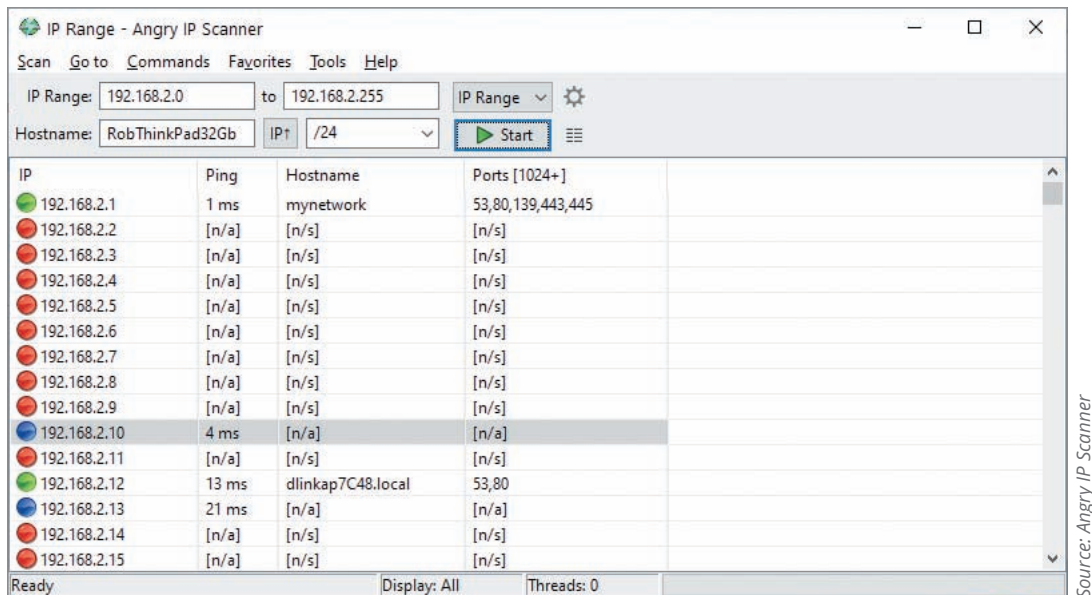 IP Range - Angry IP Scanner
Scan Go to Commands Favorites Tools Help
IP Range: 192.168.2.0 to 192.168.2.255 IP Range
Hostname: RobThinkPad32Gb IP↑ /24 Start
IP Ping Hostname Ports [1024+]
192.168.2.1 1 ms mynetwork 53,80,139,443,445
192.168.2.2 [n/a] [n/s] [n/s]
192.168.2.3 [n/a] [n/s] [n/s]
192.168.2.4 [n/a] [n/s] [n/s]
192.168.2.5 [n/a] [n/s] [n/s]
192.168.2.6 [n/a] [n/s] [n/s]
192.168.2.7 [n/a] [n/s] [n/s]
192.168.2.8 [n/a] [n/s] [n/s]
192.168.2.9 [n/a] [n/s] [n/s]
192.168.2.10 4 ms [n/a] [n/a]
192.168.2.11 [n/a] [n/s] [n/s]
192.168.2.12 13 ms dlinkap7C48.local 53,80
192.168.2.13 21 ms [n/a] [n/a]
192.168.2.14 [n/a] [n/s] [n/s]
192.168.2.15 [n/a] [n/s] [n/s]
Ready Display: All Threads: 0
Source: Angry IP Scanner